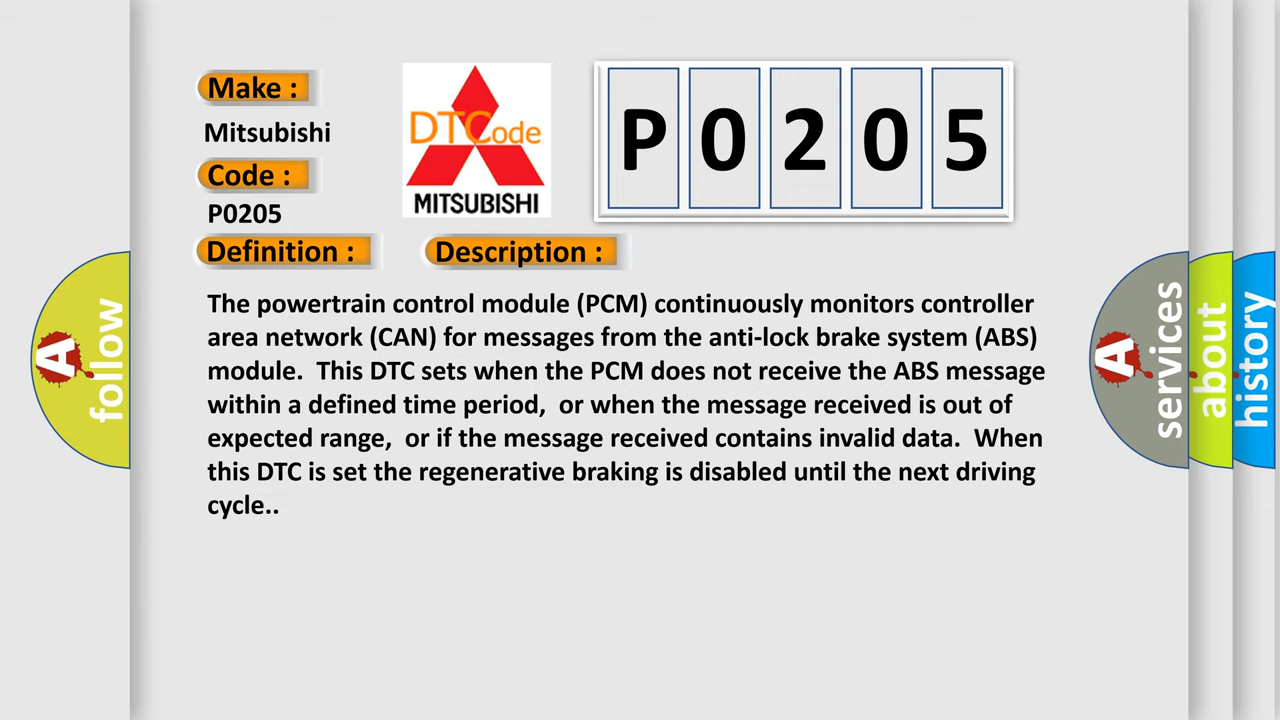 Make :
Mitsubishi
Code :
P0205
Definition :
Description :
DTCode
MITSUBISHI
P0205
The powertrain control module (PCM) continuously monitors controller
area network (CAN) for messages from the anti-lock brake system (ABS)
module. This DTC sets when the PCM does not receive the ABS message
within a defined time period, or when the message received is out of
expected range, or if the message received contains invalid data. When
this DTC is set the regenerative braking is disabled until the next driving
cycle..
A
follow
A
services
about
history